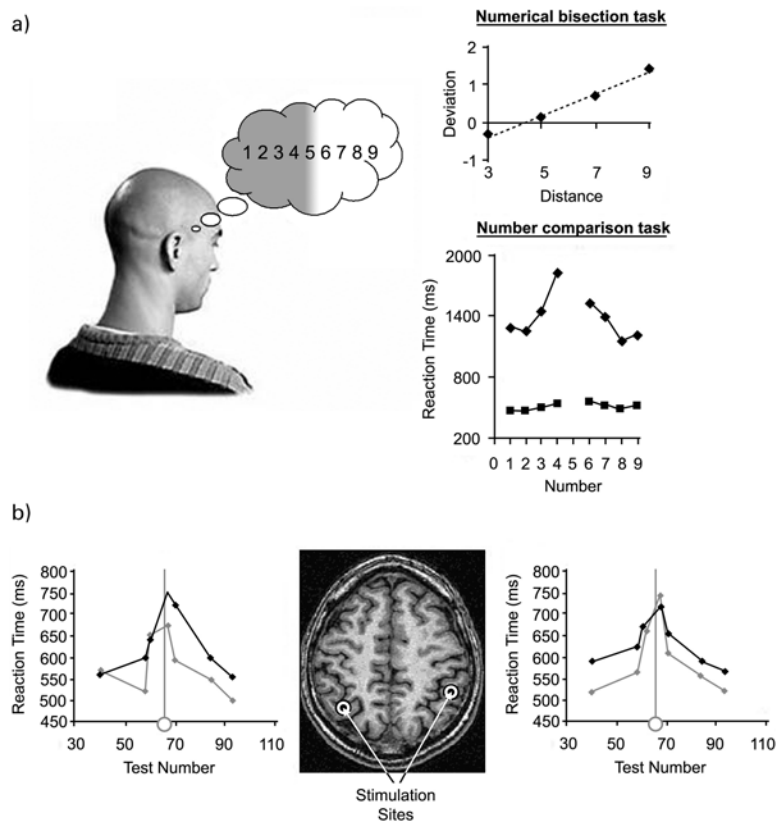 a)
1 2 3 4 5 6 7 8 9
Numerical bisection task
Deviation
2
1
0
-1
3 5 7 9
Distance
Number comparison task
Reaction Time (ms)
2000
1400
800
200
0 1 2 3 4 5 6 7 8 9
Number
b)
Reaction Time (ms)
800
750
700
650
600
550
500
450
30 50 70 90 110
Test Number
Stimulation
Sites
Reaction Time (ms)
800
750
700
650
600
550
500
450
30 50 70 90 110
Test Number